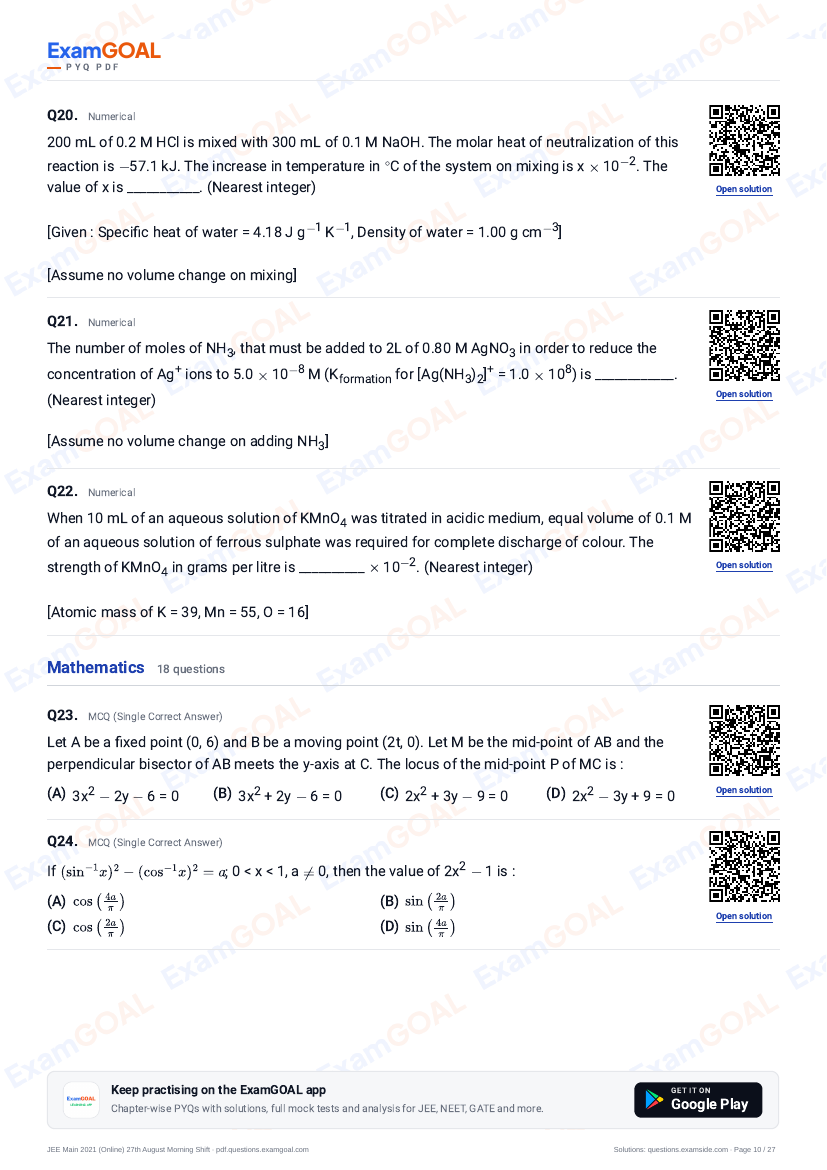 ExamGOAL
PYQ PDF
Q20. Numerical
200 mL of 0.2 M HCl is mixed with 300 mL of 0.1 M NaOH. The molar heat of neutralization of this
reaction is −57.1 kJ. The increase in temperature in °C of the system on mixing is x × 10⁻². The
value of x is __________. (Nearest integer)
[Given : Specific heat of water = 4.18 J g⁻¹ K⁻¹, Density of water = 1.00 g cm⁻³]
[Assume no volume change on mixing]
Open solution
Q21. Numerical
The number of moles of NH₃, that must be added to 2L of 0.80 M AgNO₃ in order to reduce the
concentration of Ag⁺ ions to 5.0 × 10⁻⁸ M (K_formation for [Ag(NH₃)₂]⁺ = 1.0 × 10⁸) is ___________.
(Nearest integer)
[Assume no volume change on adding NH₃]
Open solution
Q22. Numerical
When 10 mL of an aqueous solution of KMnO₄ was titrated in acidic medium, equal volume of 0.1 M
of an aqueous solution of ferrous sulphate was required for complete discharge of colour. The
strength of KMnO₄ in grams per litre is _________ × 10⁻². (Nearest integer)
[Atomic mass of K = 39, Mn = 55, O = 16]
Open solution
Mathematics 18 questions
Q23. MCQ (Single Correct Answer)
Let A be a fixed point (0, 6) and B be a moving point (2t, 0). Let M be the mid-point of AB and the
perpendicular bisector of AB meets the y-axis at C. The locus of the mid-point P of MC is :
(A) 3x² − 2y − 6 = 0 (B) 3x² + 2y − 6 = 0 (C) 2x² + 3y − 9 = 0 (D) 2x² − 3y + 9 = 0
Open solution
Q24. MCQ (Single Correct Answer)
If (sin⁻¹x)² − (cos⁻¹x)² = a; 0 < x < 1, a ≠ 0, then the value of 2x² − 1 is :
(A) cos (4a/π) (B) sin (2a/π)
(C) cos (2a/π) (D) sin (4a/π)
Open solution
Keep practising on the ExamGOAL app
Chapter-wise PYQs with solutions, full mock tests and analysis for JEE, NEET, GATE and more.
GET IT ON
Google Play
JEE Main 2021 (Online) 27th August Morning Shift · pdf.questions.examgoal.com Solutions: questions.examside.com · Page 10 / 27